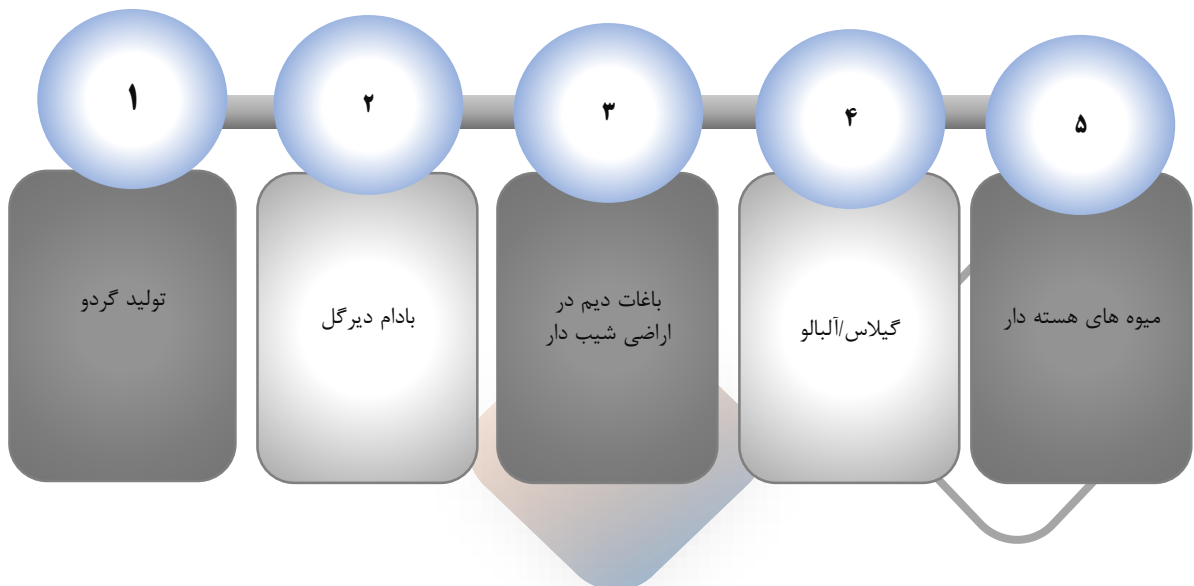 ۱
تولید گردو
۲
بادام دیرگل
۳
باغات دیم در
اراضی شیب دار
۴
گیلاس/آلبالو
۵
میوه های هسته دار